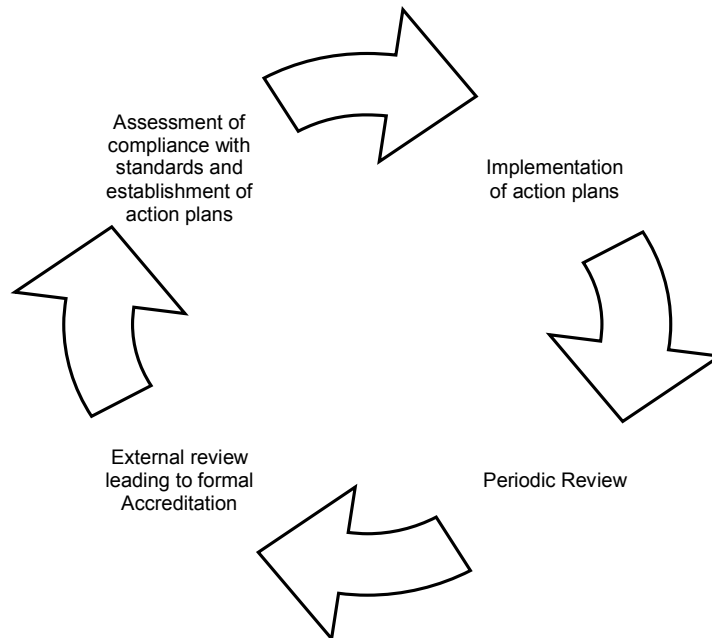 Assessment of
compliance with
standards and
establishment of
action plans
Implementation
of action plans
External review
leading to formal
Accreditation
Periodic Review